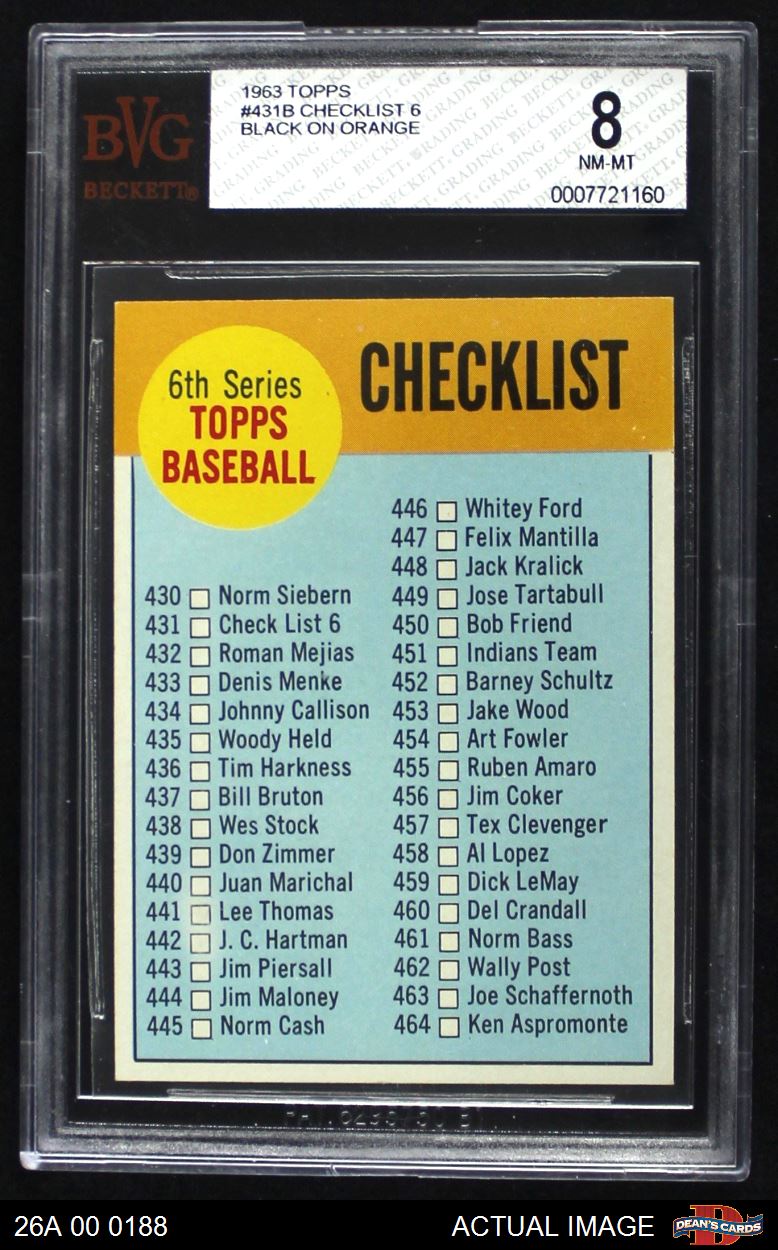 BVG
BECKETT®
1963 TOPPS
#431B CHECKLIST 6
BLACK ON ORANGE
8
NM-MT
0007721160
6th Series
TOPPS
BASEBALL
CHECKLIST
430 Norm Siebern
431 Check List 6
432 Roman Mejias
433 Denis Menke
434 Johnny Callison
435 Woody Held
436 Tim Harkness
437 Bill Bruton
438 Wes Stock
439 Don Zimmer
440 Juan Marichal
441 Lee Thomas
442 J. C. Hartman
443 Jim Piersall
444 Jim Maloney
445 Norm Cash
446 Whitey Ford
447 Felix Mantilla
448 Jack Kralick
449 Jose Tartabull
450 Bob Friend
451 Indians Team
452 Barney Schultz
453 Jake Wood
454 Art Fowler
455 Ruben Amaro
456 Jim Coker
457 Tex Clevenger
458 Al Lopez
459 Dick LeMay
460 Del Crandall
461 Norm Bass
462 Wally Post
463 Joe Schaffernoth
464 Ken Aspromonte
26A 00 0188
ACTUAL IMAGE
DEAN'S CARDS